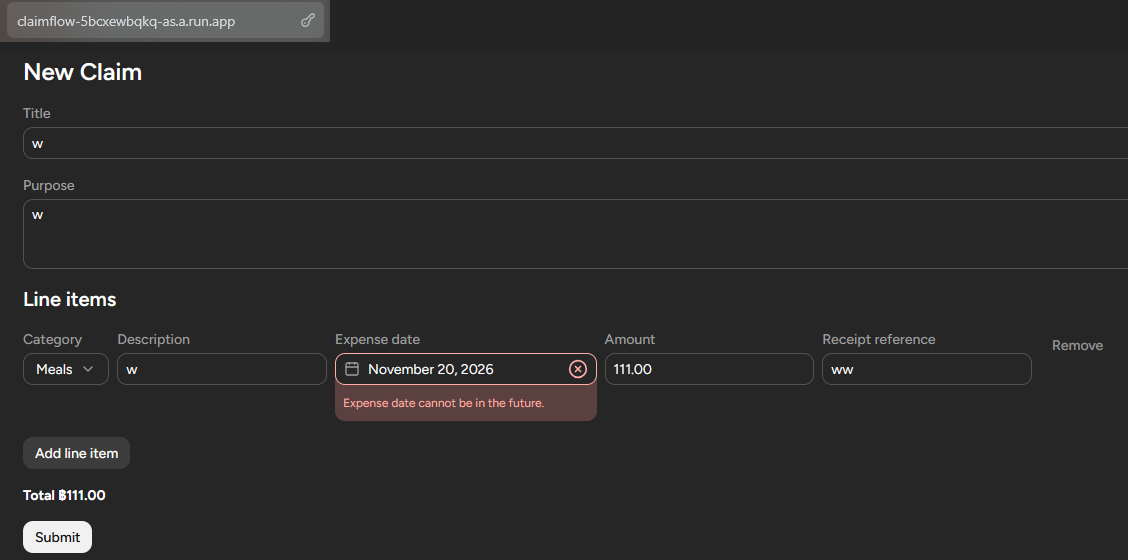 claimflow-5bcxewbqkq-as.a.run.app
New Claim
Title
w
Purpose
w
Line items
Category Description Expense date Amount Receipt reference
Meals w November 20, 2026 111.00 ww Remove
Expense date cannot be in the future.
Add line item
Total ฿111.00
Submit